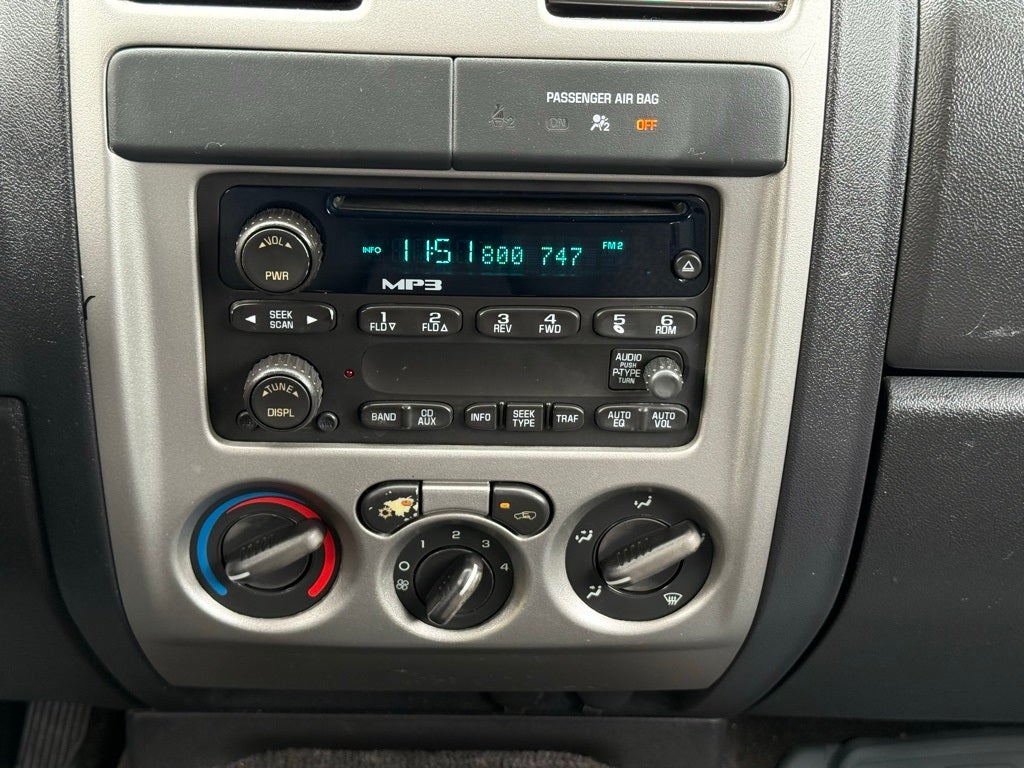 PASSENGER AIR BAG
2 ON 2 OFF
VOL
PWR
INFO 11:51 800 747 FM2
MP3
SEEK
SCAN
1 2 3 4 5 6
FLD FLD REV FWD RDM
AUDIO
PUSH
P-TYPE
TURN
TUNE
DISPL
BAND CD AUX INFO SEEK TYPE TRAF AUTO EQ AUTO VOL
1 2 3 4